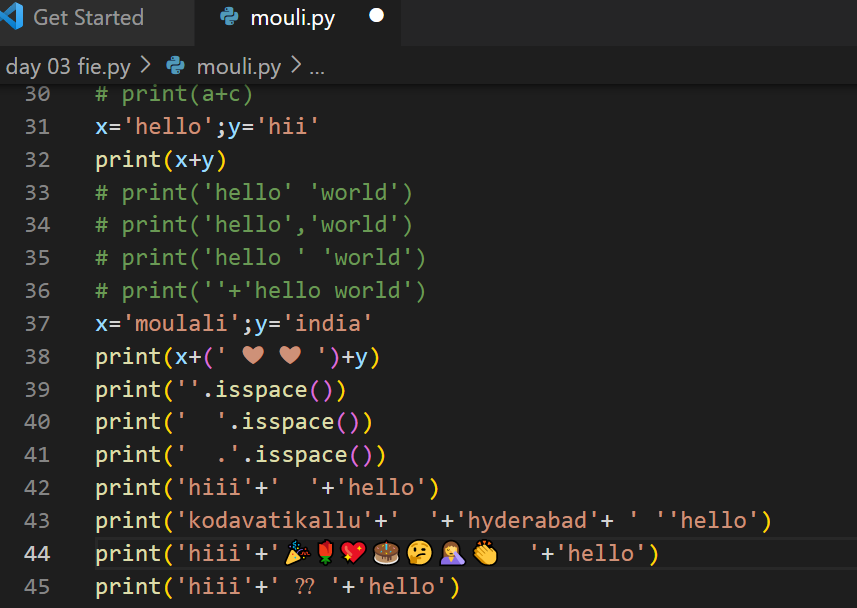 Get Started mouli.py
day 03 fie.py > mouli.py > ...
30 # print(a+c)
31 x='hello';y='hii'
32 print(x+y)
33 # print('hello' 'world')
34 # print('hello','world')
35 # print('hello ' 'world')
36 # print(''+'hello world')
37 x='moulali';y='india'
38 print(x+(' ♥ ♥ ')+y)
39 print(''.isspace())
40 print('  '.isspace())
41 print('  .'.isspace())
42 print('hiii'+'  '+'hello')
43 print('kodavatikallu'+'  '+'hyderabad'+ ' ''hello')
44 print('hiii'+'🎉🌹💖🎂🤔🤦‍♀️👏  '+'hello')
45 print('hiii'+' ⁇ '+'hello')